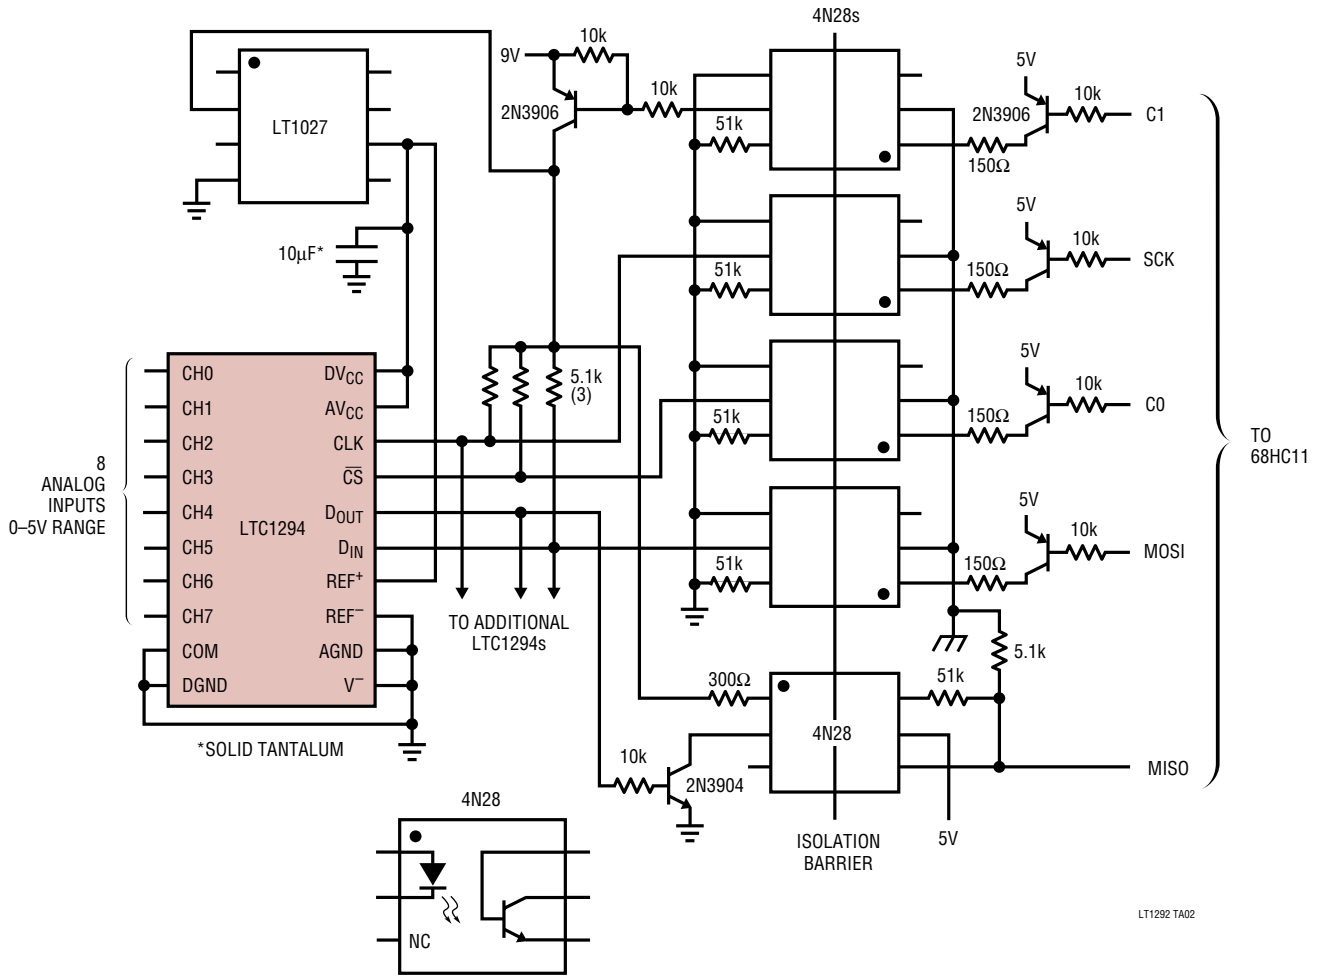 4N28s
9V
10k
2N3906
10k
51k
5V
2N3906
10k
C1
150Ω
LT1027
10µF*
51k
5V
150Ω
10k
SCK
5.1k
(3)
51k
5V
150Ω
10k
C0
51k
5V
150Ω
10k
MOSI
TO
68HC11
8
ANALOG
INPUTS
0–5V RANGE
CH0
CH1
CH2
CH3
CH4
CH5
CH6
CH7
COM
DGND
LTC1294
DVCC
AVCC
CLK
C̅S̅
DOUT
DIN
REF+
REF–
AGND
V–
TO ADDITIONAL
LTC1294s
*SOLID TANTALUM
300Ω
4N28
51k
5.1k
10k
2N3904
MISO
5V
ISOLATION
BARRIER
4N28
NC
LT1292 TA02